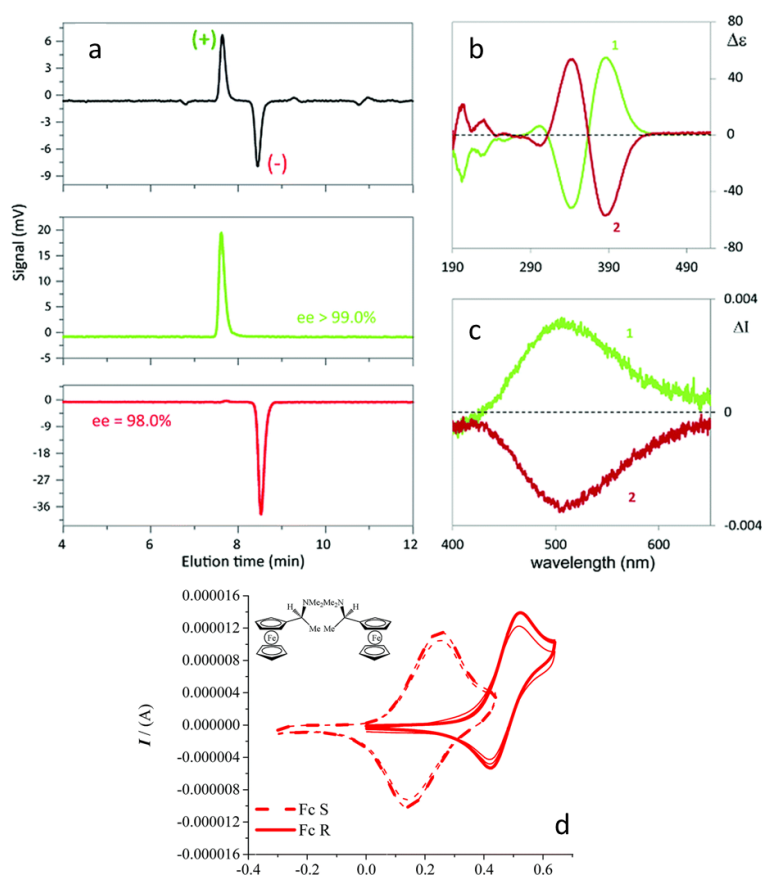 a
(+)
(-)
6
3
0
-3
-6
-9
Signal (mV)
20
15
10
5
0
-5
ee > 99.0%
0
-9
-18
-27
-36
ee = 98.0%
4 6 8 10 12
Elution time (min)
b
1
2
80
Δε
40
0
-40
-80
190 290 390 490
c
1
2
0.004
ΔI
0
-0.004
400 500 600
wavelength (nm)
0.000016
0.000012
0.000008
0.000004
0.000000
-0.000004
-0.000008
-0.000012
-0.000016
I / (A)
H NMe2Me2N H
Me Me
Fe Fe
Fc S
Fc R
d
-0.4 -0.2 0.0 0.2 0.4 0.6